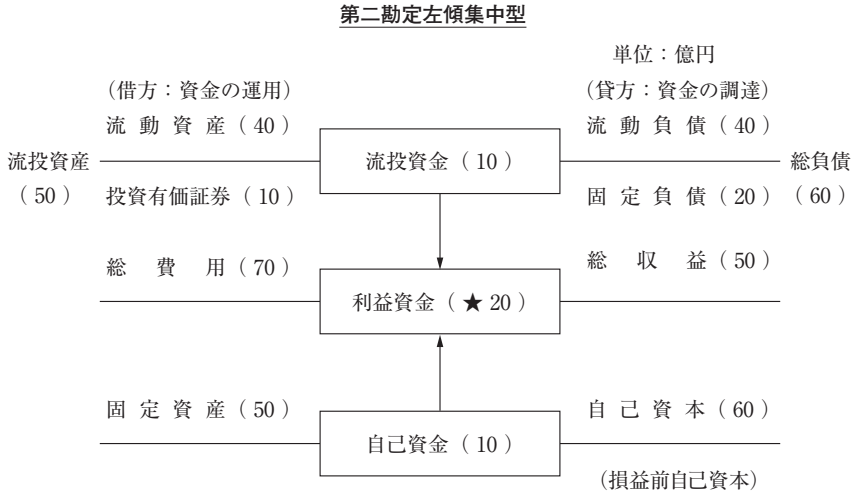 第二勘定左傾集中型
単位：億円
（借方：資金の運用）
（貸方：資金の調達）
流動資産（40）
流動負債（40）
流投資産
流投資金（10）
総負債
（50）
投資有価証券（10）
固定負債（20）
（60）
総費用（70）
総収益（50）
利益資金（★20）
固定資産（50）
自己資本（60）
自己資金（10）
（損益前自己資本）